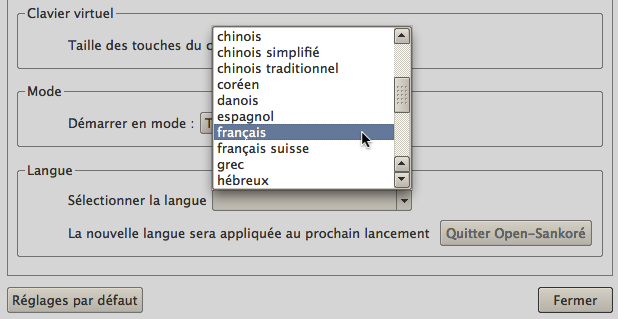 Clavier virtuel
Taille des touches du c
chinois
chinois simplifié
chinois traditionnel
coréen
danois
espagnol
français
français suisse
grec
hébreux
Mode
Démarrer en mode : T
Langue
Sélectionner la langue
La nouvelle langue sera appliquée au prochain lancement Quitter Open-Sankoré
Réglages par défaut Fermer